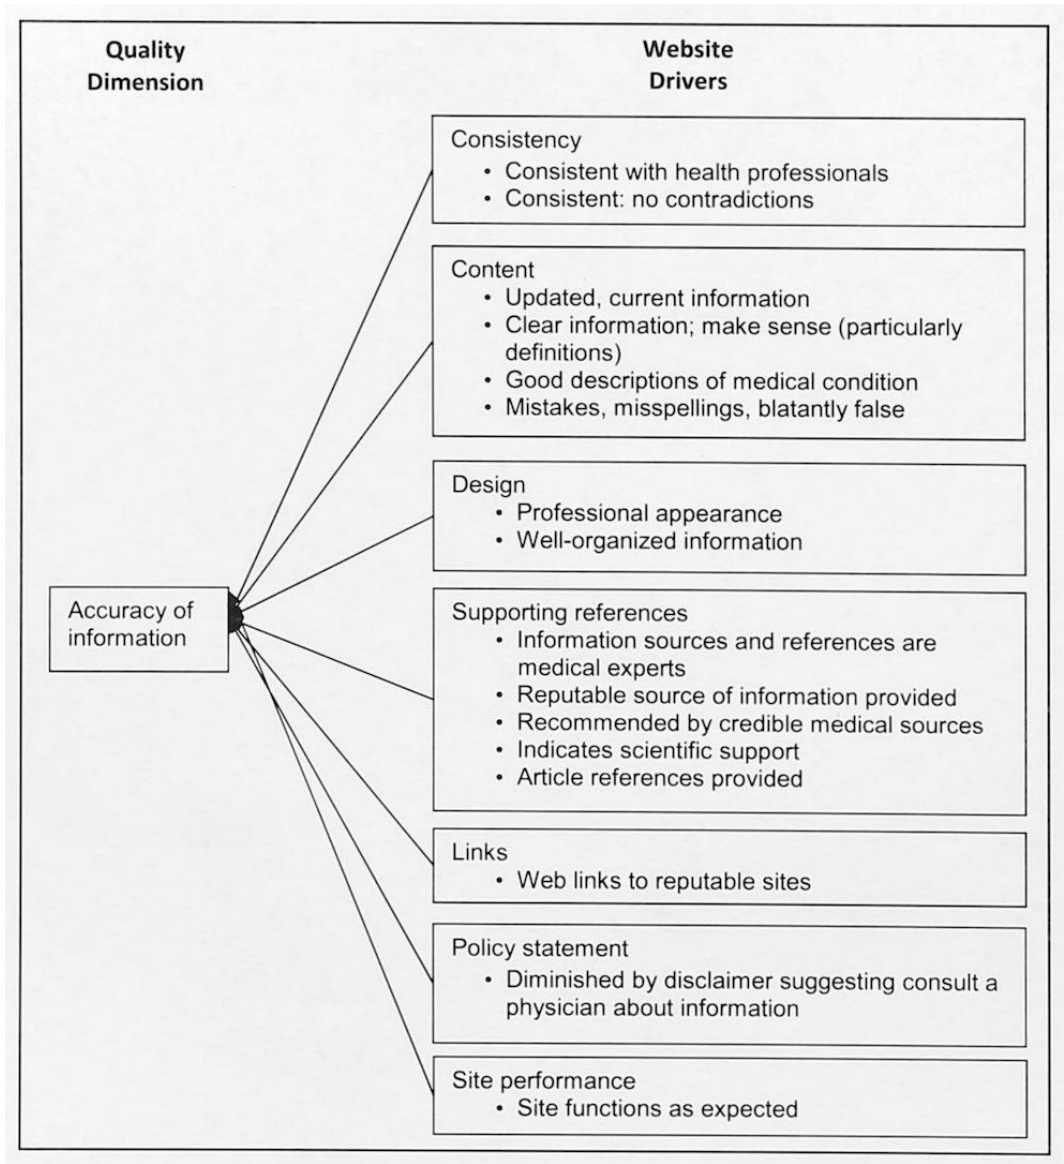 Quality
Dimension
Website
Drivers
Consistency
• Consistent with health professionals
• Consistent: no contradictions
Content
• Updated, current information
• Clear information; make sense (particularly
definitions)
• Good descriptions of medical condition
• Mistakes, misspellings, blatantly false
Design
• Professional appearance
• Well-organized information
Accuracy of
information
Supporting references
• Information sources and references are
medical experts
• Reputable source of information provided
• Recommended by credible medical sources
• Indicates scientific support
• Article references provided
Links
• Web links to reputable sites
Policy statement
• Diminished by disclaimer suggesting consult a
physician about information
Site performance
• Site functions as expected